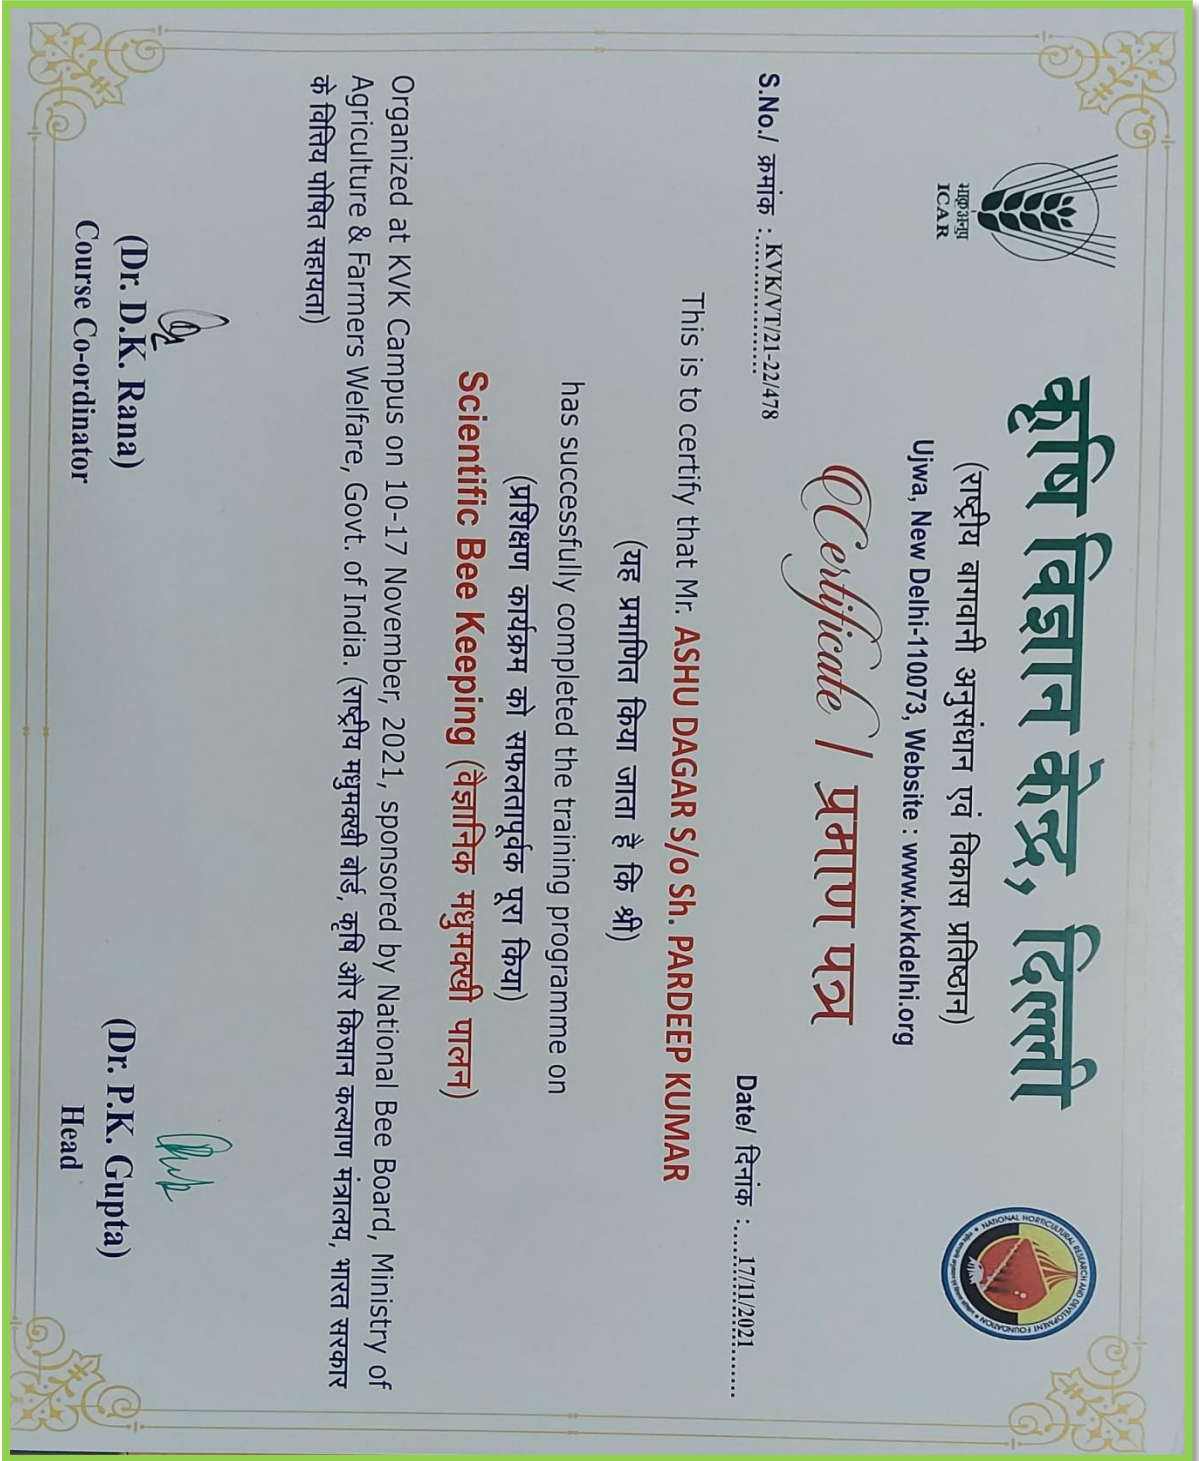 भाकृअनुप
ICAR
कृषि विज्ञान केंद्र, दिल्ली
(राष्ट्रीय बागवानी अनुसंधान एवं विकास प्रतिष्ठान)
Ujwa, New Delhi-110073, Website : www.kvkdelhi.org
NATIONAL HORTICULTURAL RESEARCH AND DEVELOPMENT FOUNDATION
Certificate / प्रमाण पत्र
S.No./ क्रमांक : KVK/VT/21-22/478
Date/ दिनांक : 17/11/2021
This is to certify that Mr. ASHU DAGAR S/o Sh. PARDEEP KUMAR
(यह प्रमाणित किया जाता है कि श्री)
has successfully completed the training programme on
(प्रशिक्षण कार्यक्रम को सफलतापूर्वक पूरा किया)
Scientific Bee Keeping (वैज्ञानिक मधुमक्खी पालन)
Organized at KVK Campus on 10-17 November, 2021, sponsored by National Bee Board, Ministry of
Agriculture & Farmers Welfare, Govt. of India. (राष्ट्रीय मधुमक्खी बोर्ड, कृषि और किसान कल्याण मंत्रालय, भारत सरकार
के वित्तिय पोषित सहायता)
(Dr. D.K. Rana)
Course Co-ordinator
(Dr. P.K. Gupta)
Head